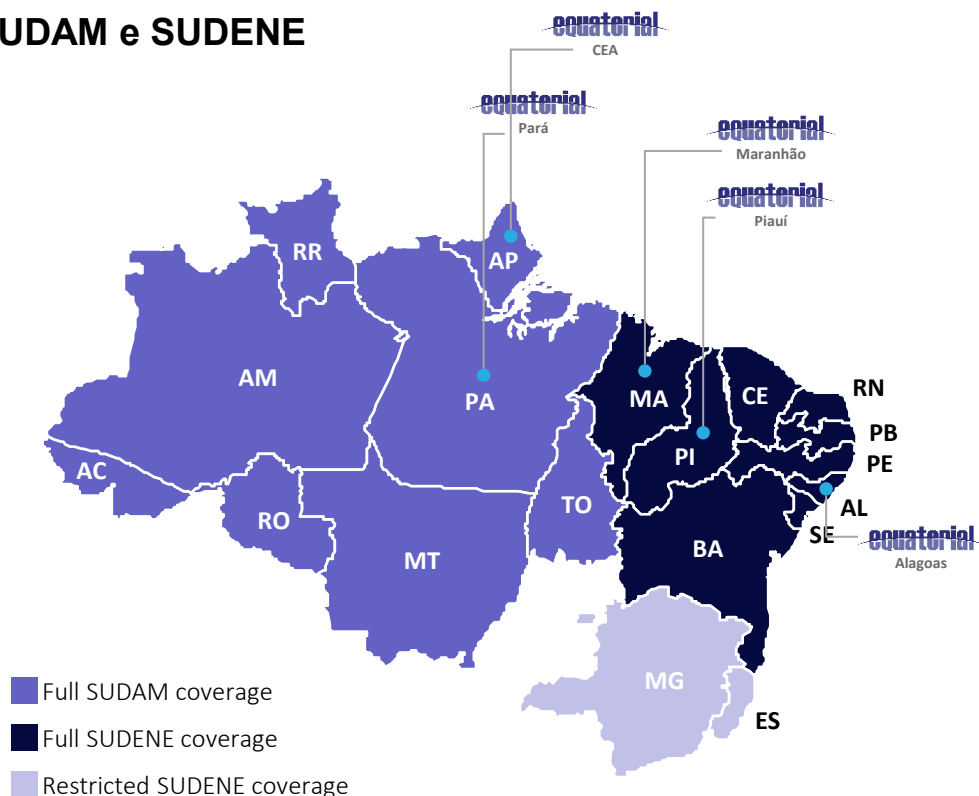 UDAM e SUDENE
equatorial
CEA
equatorial
Pará
equatorial
Maranhão
equatorial
Piauí
RR
AP
AM
PA
MA
CE
RN
PB
PE
PI
AC
TO
AL
RO
SE
equatorial
Alagoas
MT
BA
MG
ES
Full SUDAM coverage
Full SUDENE coverage
Restricted SUDENE coverage